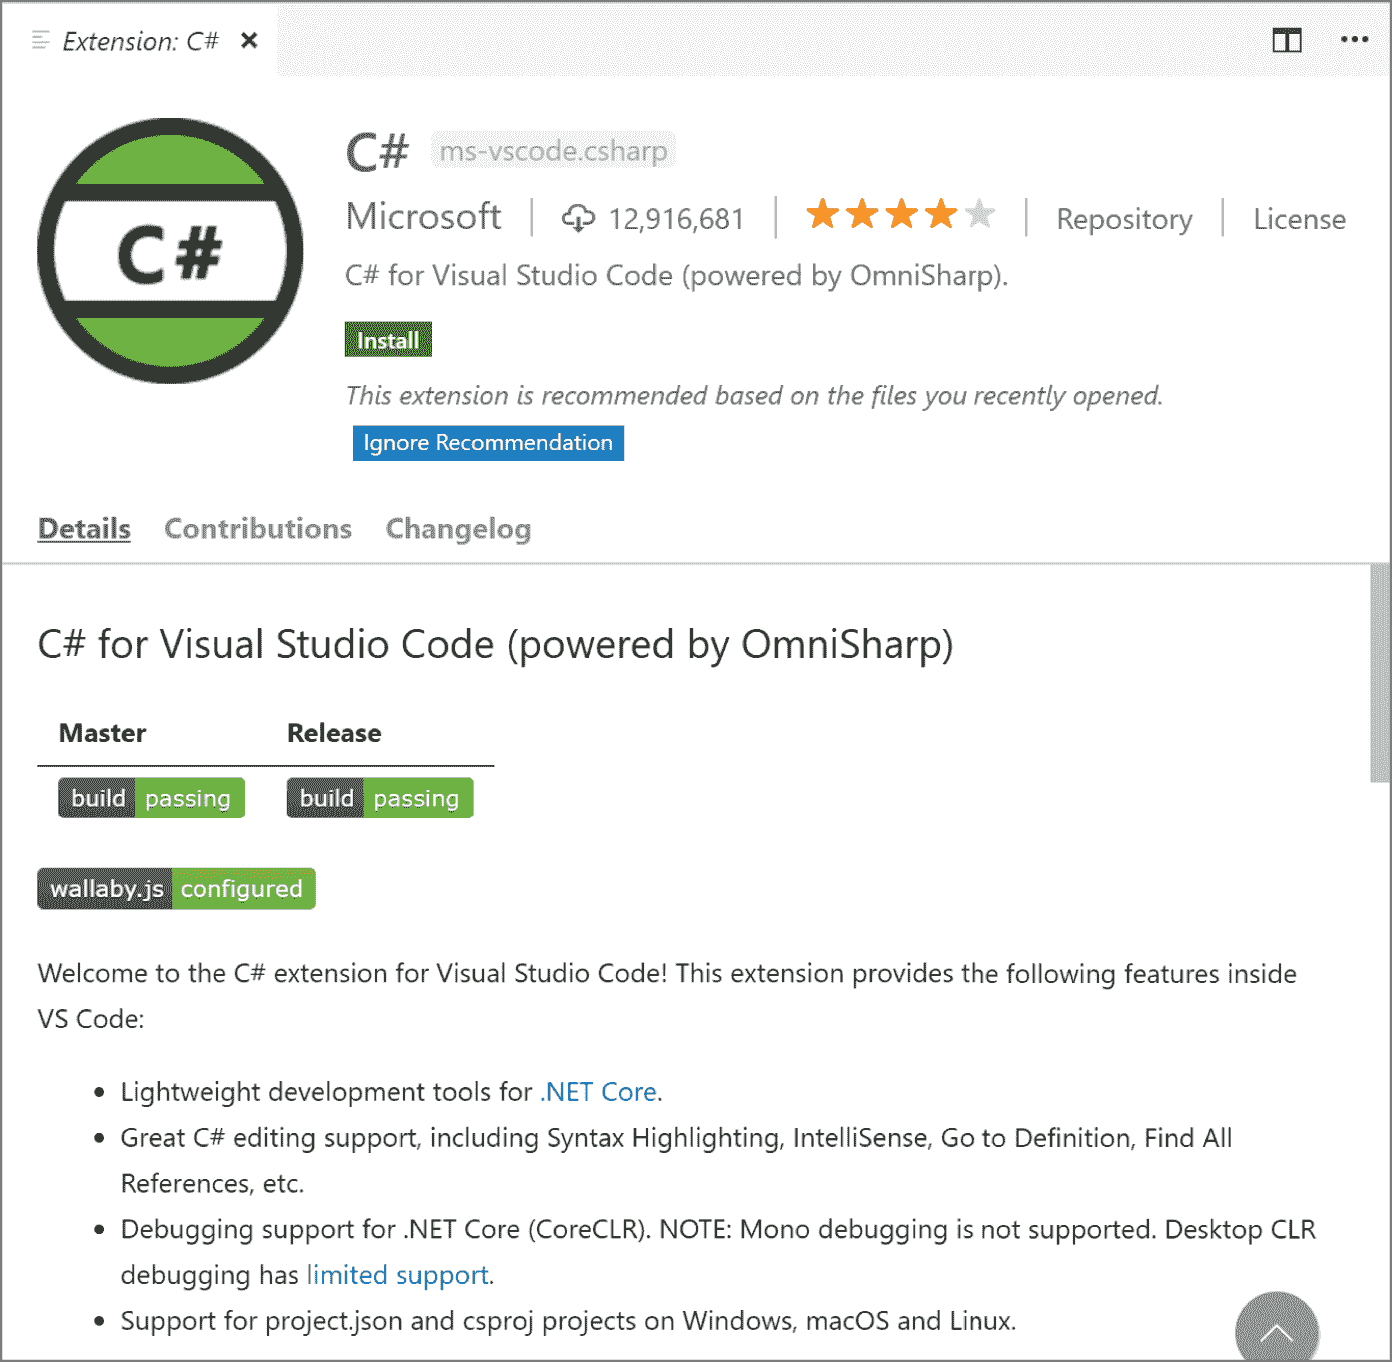 Extension: C#
C# ms-vscode.csharp
Microsoft 12,916,681 Repository License
C#
C# for Visual Studio Code (powered by OmniSharp).
Install
This extension is recommended based on the files you recently opened.
Ignore Recommendation
Details Contributions Changelog
C# for Visual Studio Code (powered by OmniSharp)
Master Release
build passing build passing
wallaby.js configured
Welcome to the C# extension for Visual Studio Code! This extension provides the following features inside
VS Code:
• Lightweight development tools for .NET Core.
• Great C# editing support, including Syntax Highlighting, IntelliSense, Go to Definition, Find All
References, etc.
• Debugging support for .NET Core (CoreCLR). NOTE: Mono debugging is not supported. Desktop CLR
debugging has limited support.
• Support for project.json and csproj projects on Windows, macOS and Linux.